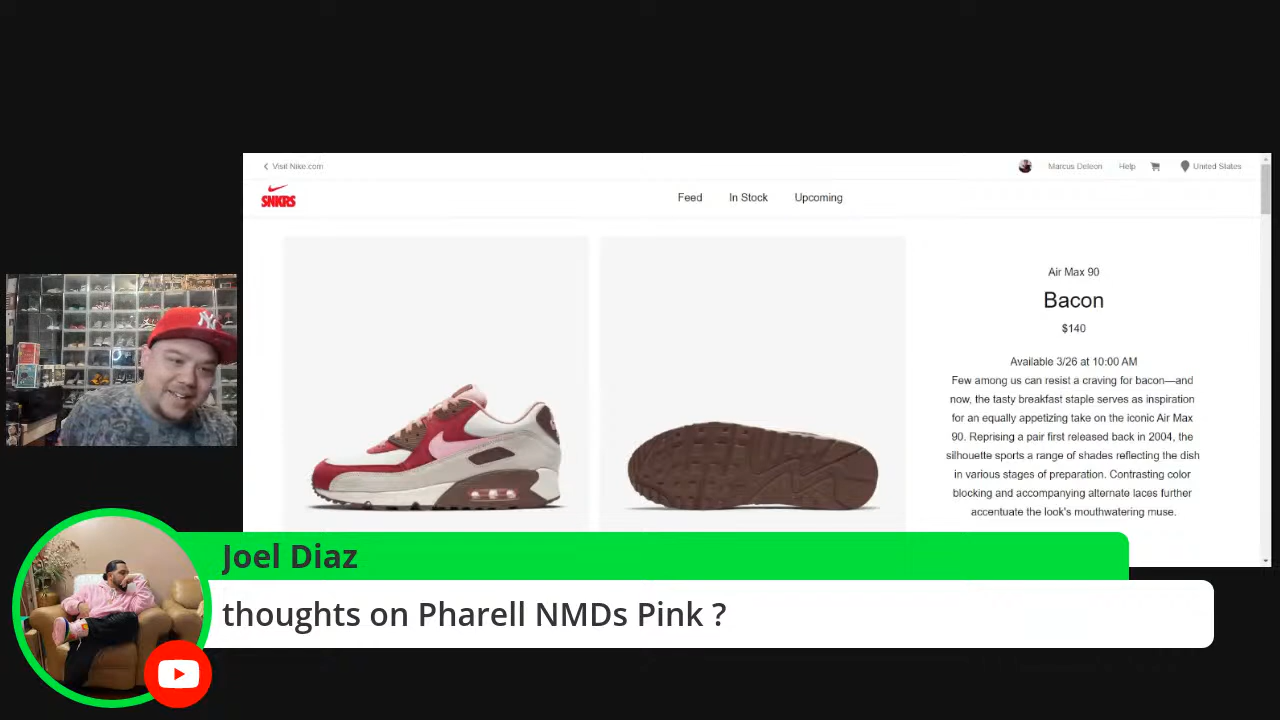 Visit Nike.com
Marcus Deleon
Help
United States
SNKRS
Feed
In Stock
Upcoming
Air Max 90
Bacon
$140
Available 3/26 at 10:00 AM
Few among us can resist a craving for bacon—and
now, the tasty breakfast staple serves as inspiration
for an equally appetizing take on the iconic Air Max
90. Reprising a pair first released back in 2004, the
silhouette sports a range of shades reflecting the dish
in various stages of preparation. Contrasting color
blocking and accompanying alternate laces further
accentuate the look's mouthwatering muse.
NY
Joel Diaz
thoughts on Pharell NMDs Pink ?